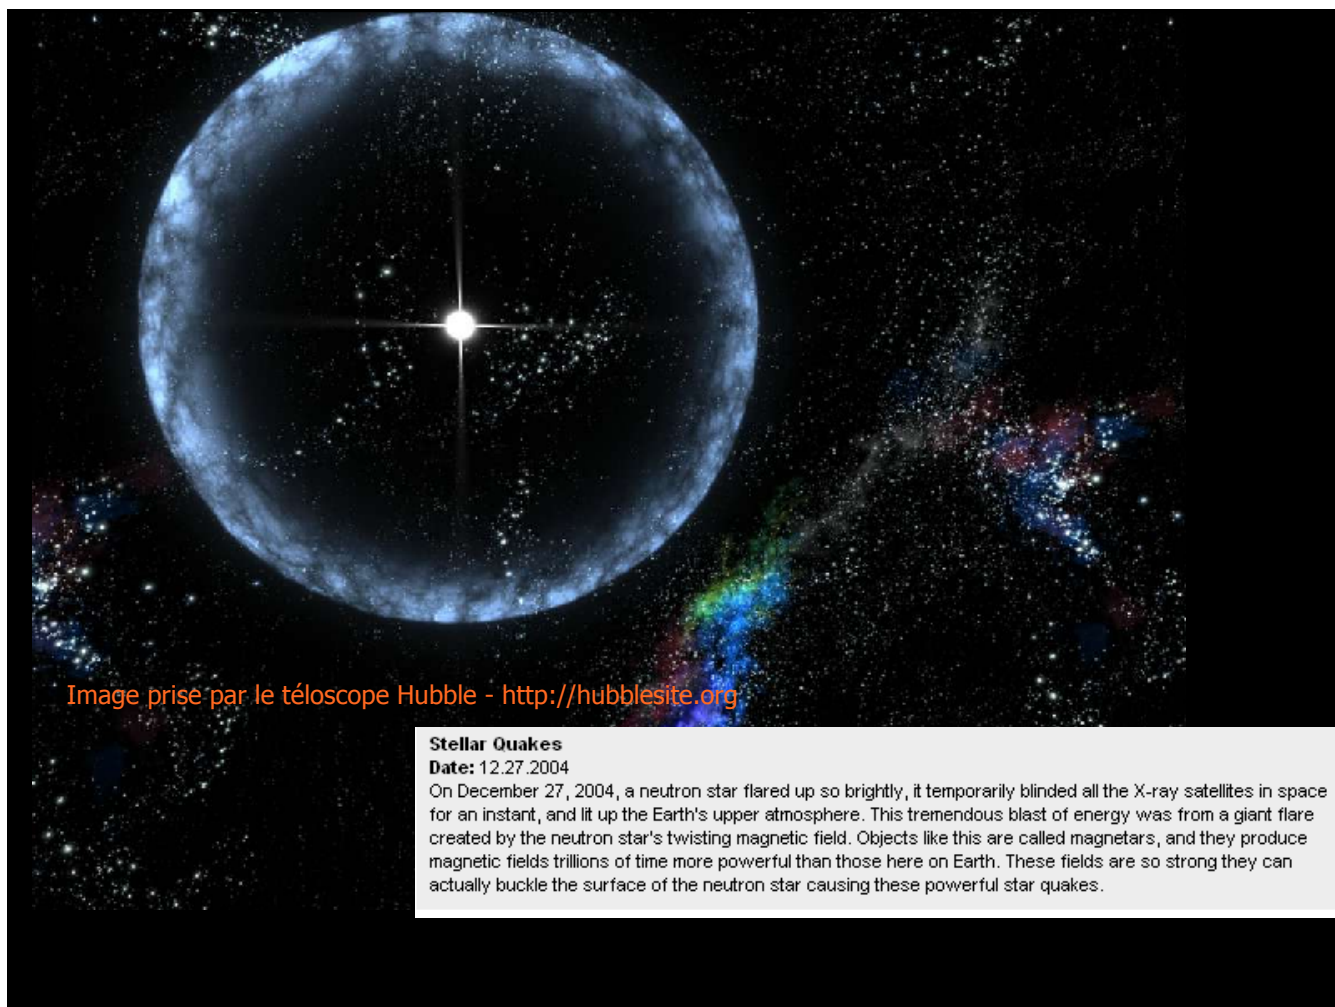 Image prise par le téloscope Hubble - http://hubblesite.org
Stellar Quakes
Date: 12.27.2004
On December 27, 2004, a neutron star flared up so brightly, it temporarily blinded all the X-ray satellites in space
for an instant, and lit up the Earth's upper atmosphere. This tremendous blast of energy was from a giant flare
created by the neutron star's twisting magnetic field. Objects like this are called magnetars, and they produce
magnetic fields trillions of time more powerful than those here on Earth. These fields are so strong they can
actually buckle the surface of the neutron star causing these powerful star quakes.